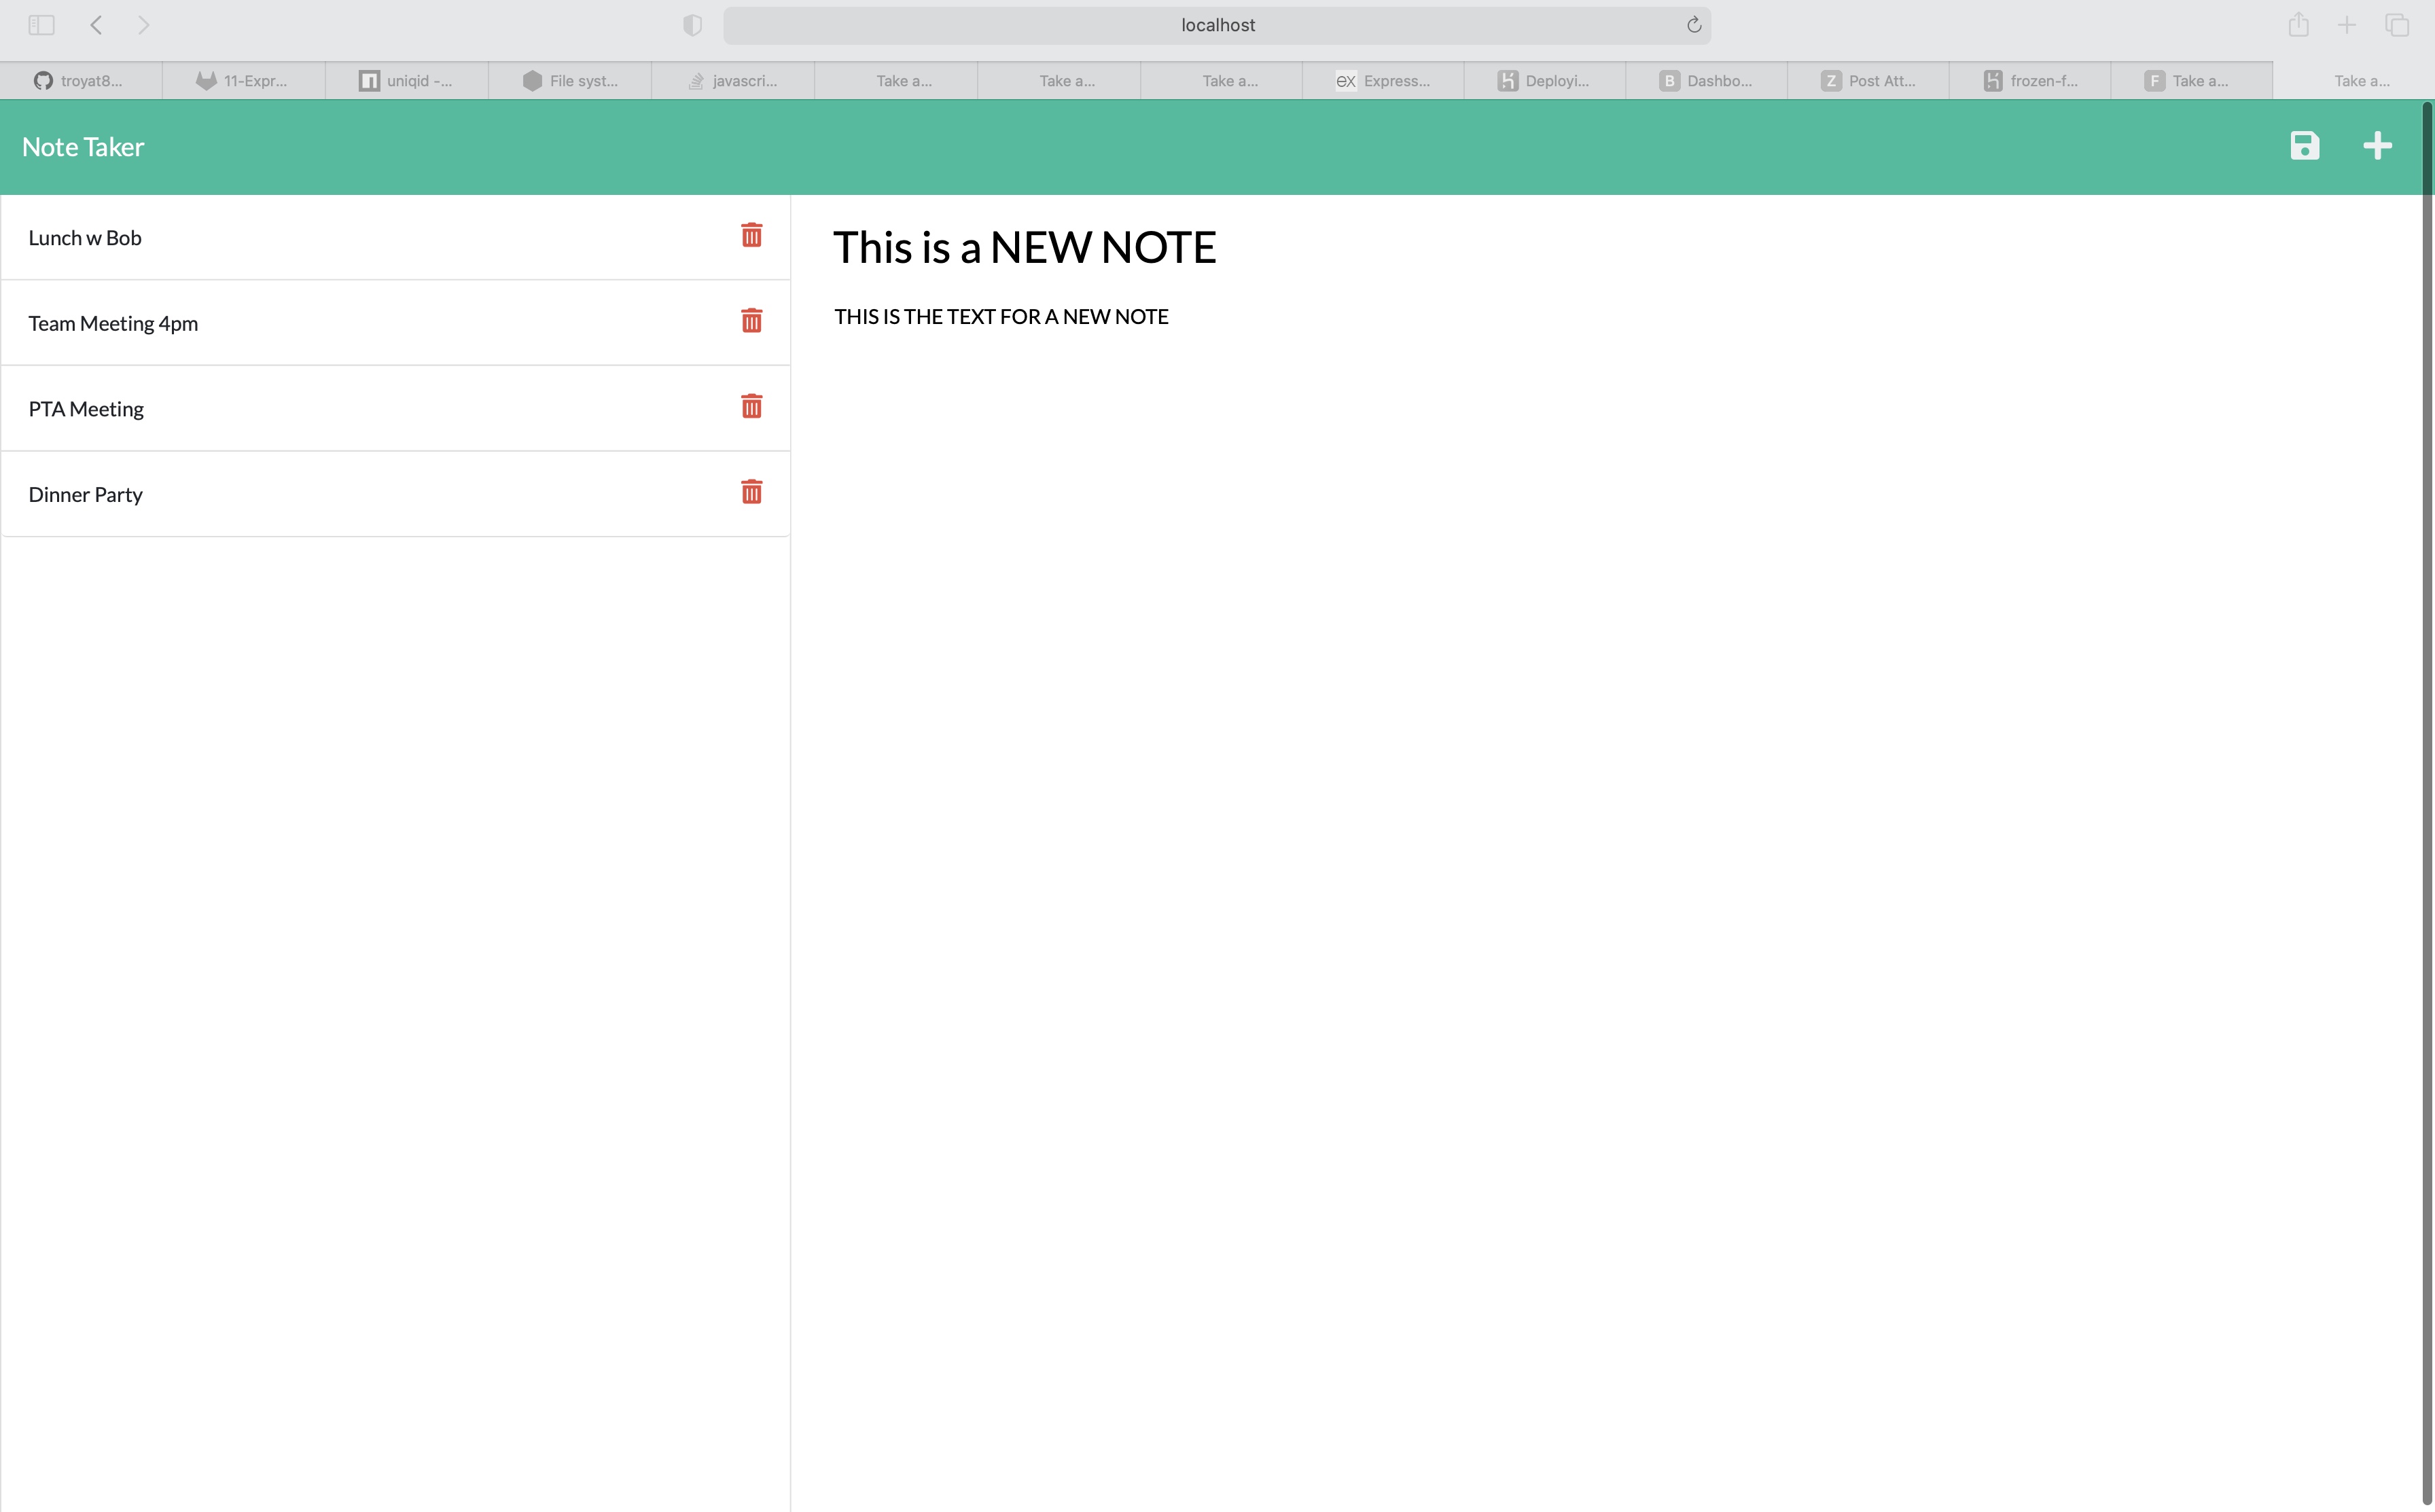 localhost
troyat8...
11-Expr...
uniqid -...
File syst...
javascri...
Take a...
Take a...
Take a...
ex Express...
Deployi...
B Dashbo...
Z Post Att...
frozen-f...
F Take a...
Take a...
Note Taker
Lunch w Bob
Team Meeting 4pm
PTA Meeting
Dinner Party
This is a NEW NOTE
THIS IS THE TEXT FOR A NEW NOTE